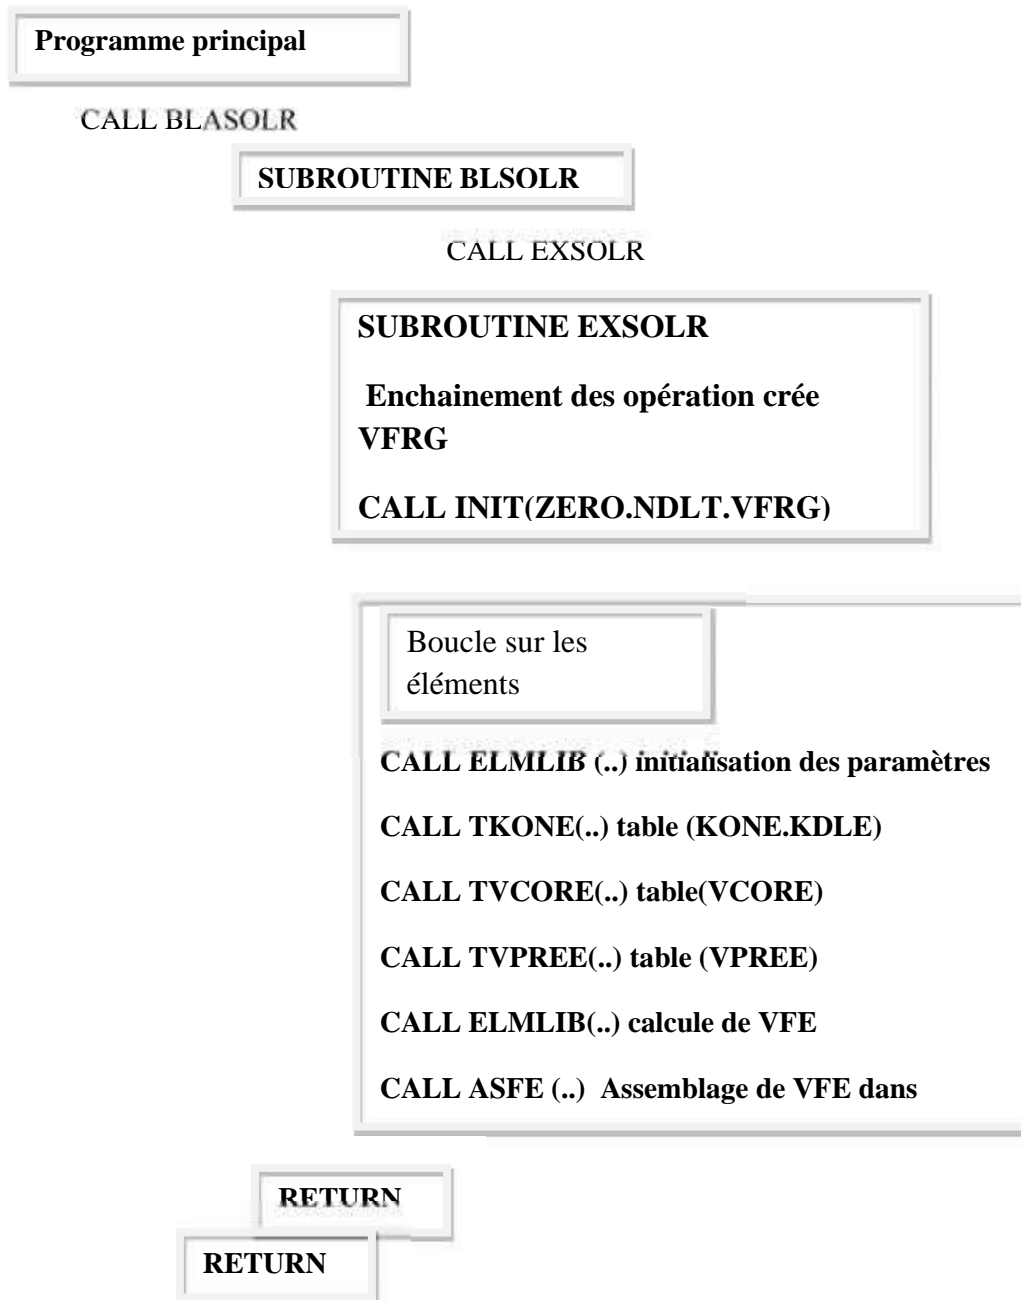 Programme principal
CALL BLASOLR
SUBROUTINE BLSOLR
CALL EXSOLR
SUBROUTINE EXSOLR
Enchainement des opération crée
VFRG
CALL INIT(ZERO.NDLT.VFRG)
Boucle sur les
éléments
CALL ELMLIB (..) initialisation des paramètres
CALL TKONE(..) table (KONE.KDLE)
CALL TVCORE(..) table(VCORE)
CALL TVPREE(..) table (VPREE)
CALL ELMLIB(..) calcule de VFE
CALL ASFE (..) Assemblage de VFE dans
RETURN
RETURN